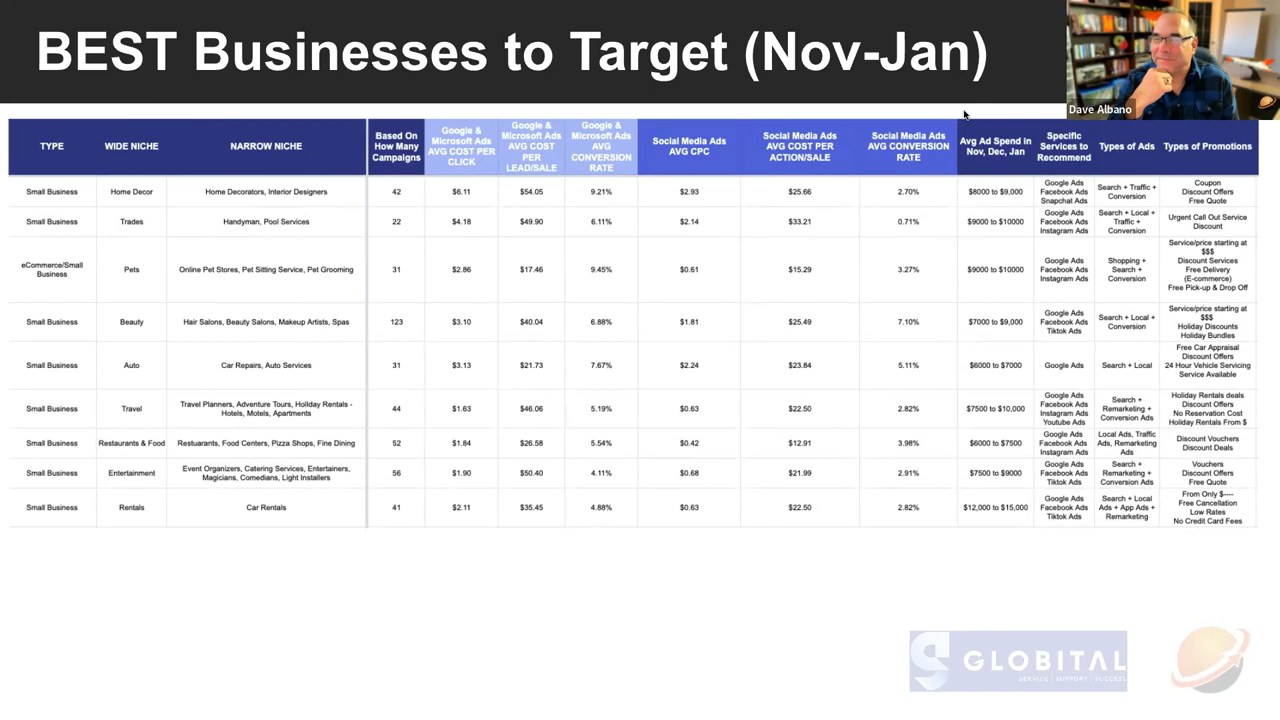 BEST Businesses to Target (Nov-Jan)
Dave Albano
TYPE
WIDE NICHE
NARROW NICHE
Based On
How Many
Campaigns
Google &
Microsoft Ads
AVG COST PER
CLICK
Google &
Microsoft Ads
AVG COST
PER
LEAD/SALE
Google &
Microsoft Ads
AVG
CONVERSION
RATE
Social Media Ads
AVG CPC
Social Media Ads
AVG COST PER
ACTION/SALE
Social Media Ads
AVG CONVERSION
RATE
Avg Ad Spend in
Nov, Dec, Jan
Specific
Services to
Recommend
Types of Ads
Types of Promotions
Small Business
Home Decor
Home Decorators, Interior Designers
42
$6.11
$54.05
9.21%
$2.93
$25.66
2.70%
$8000 to $9,000
Google Ads
Facebook Ads
Snapchat Ads
Search + Traffic +
Conversion
Coupon
Discount Offers
Free Quote
Small Business
Trades
Handyman, Pool Services
22
$4.18
$49.90
6.11%
$2.14
$33.21
0.71%
$9000 to $10000
Google Ads
Facebook Ads
Instagram Ads
Search + Local +
Traffic +
Conversion
Urgent Call Out Service
Discount
eCommerce/Small
Business
Pets
Online Pet Stores, Pet Sitting Service, Pet Grooming
31
$2.86
$17.46
9.45%
$0.61
$15.29
3.27%
$9000 to $10000
Google Ads
Facebook Ads
Instagram Ads
Shopping +
Search +
Conversion
Service/price starting at
$$$
Discount Services
Free Delivery
(E-commerce)
Free Pick-up & Drop Off
Small Business
Beauty
Hair Salons, Beauty Salons, Makeup Artists, Spas
123
$3.10
$40.04
6.88%
$1.81
$25.49
7.10%
$7000 to $9,000
Google Ads
Facebook Ads
Tiktok Ads
Search + Local +
Conversion
Service/price starting at
$$$
Holiday Discounts
Holiday Bundles
Small Business
Auto
Car Repairs, Auto Services
31
$3.13
$21.73
7.67%
$2.24
$23.84
5.11%
$6000 to $7000
Google Ads
Search + Local
Free Car Appraisal
Discount Offers
24 Hour Vehicle Servicing
Service Available
Small Business
Travel
Travel Planners, Adventure Tours, Holiday Rentals -
Hotels, Motels, Apartments
44
$1.63
$46.06
5.19%
$0.63
$22.50
2.82%
$7500 to $10,000
Google Ads
Facebook Ads
Instagram Ads
Youtube Ads
Search +
Remarketing +
Conversion Ads
Holiday Rentals deals
Discount Offers
No Reservation Cost
Holiday Rentals From $
Small Business
Restaurants & Food
Restuarants, Food Centers, Pizza Shops, Fine Dining
52
$1.84
$26.58
5.54%
$0.42
$12.91
3.98%
$6000 to $7500
Google Ads
Facebook Ads
Instagram Ads
Local Ads, Traffic
Ads, Remarketing
Ads
Discount Vouchers
Discount Deals
Small Business
Entertainment
Event Organizers, Catering Services, Entertainers,
Magicians, Comedians, Light Installers
56
$1.90
$50.40
4.11%
$0.68
$21.99
2.91%
$7500 to $9000
Google Ads
Facebook Ads
Tiktok Ads
Search +
Remarketing +
Conversion Ads
Vouchers
Discount Offers
Free Quote
Small Business
Rentals
Car Rentals
41
$2.11
$35.45
4.88%
$0.63
$22.50
2.82%
$12,000 to $15,000
Google Ads
Facebook Ads
Tiktok Ads
Search + Local
Ads + App Ads +
Remarketing
From Only $----
Free Cancellation
Low Rates
No Credit Card Fees
GLOBITAL
SERVICE | SUPPORT | SUCCESS